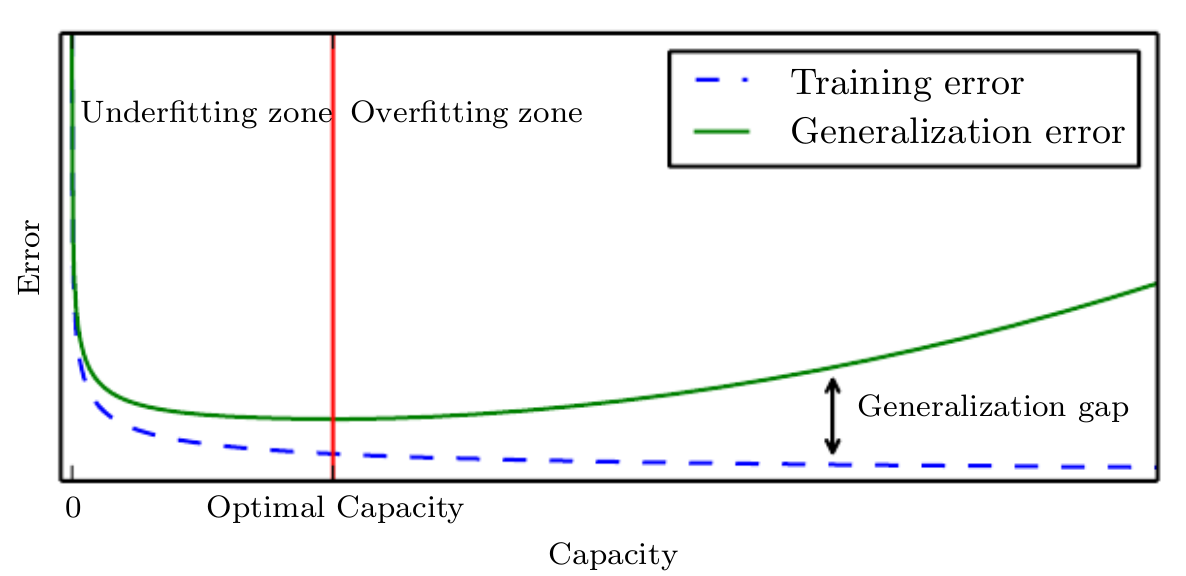 Training error
Generalization error
Underfitting zone
Overfitting zone
Error
Generalization gap
0
Optimal Capacity
Capacity